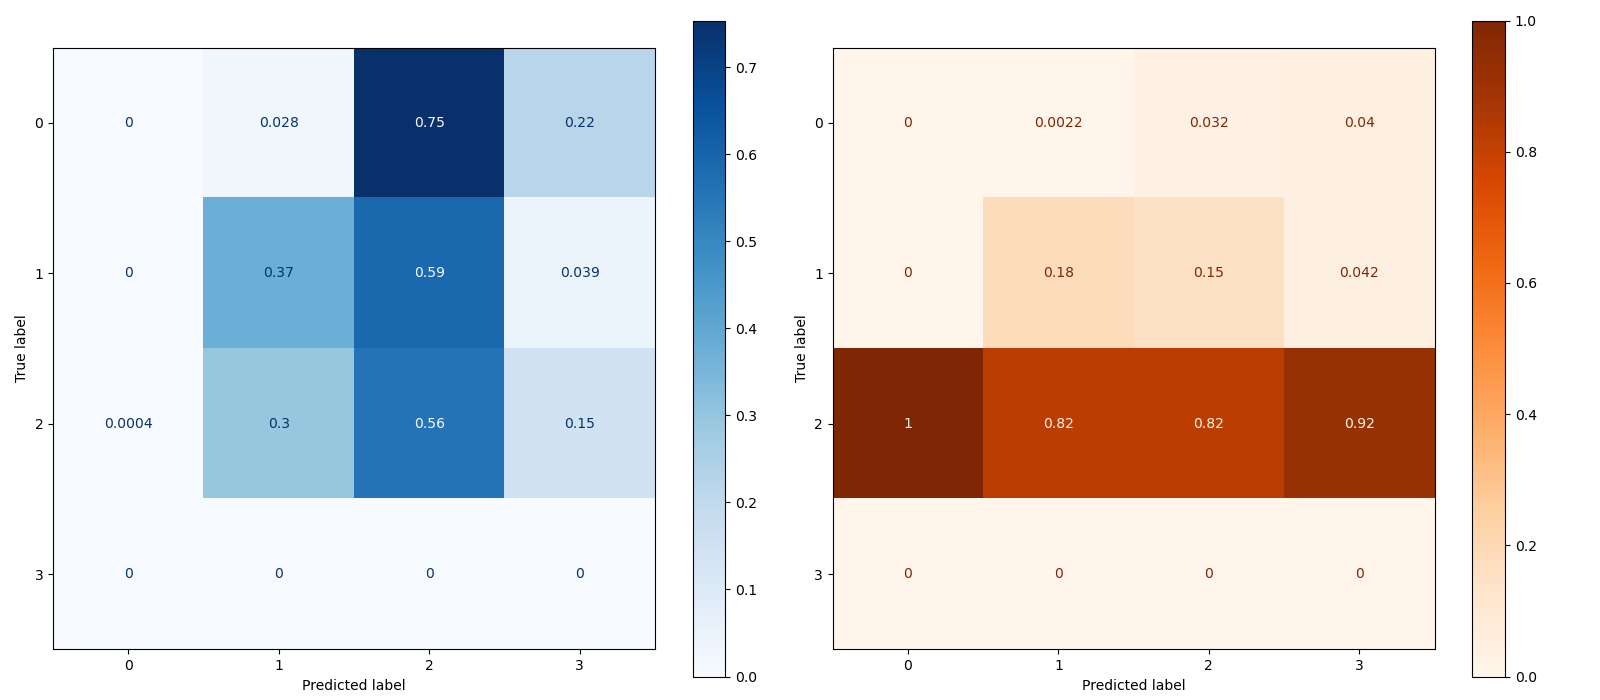 0 0 0.028 0.75 0.22
1 0 0.37 0.59 0.039
2 0.0004 0.3 0.56 0.15
3 0 0 0 0
0 1 2 3
True label
Predicted label
0.7
0.6
0.5
0.4
0.3
0.2
0.1
0.0
0 0 0.0022 0.032 0.04
1 0 0.18 0.15 0.042
2 1 0.82 0.82 0.92
3 0 0 0 0
0 1 2 3
True label
Predicted label
1.0
0.8
0.6
0.4
0.2
0.0